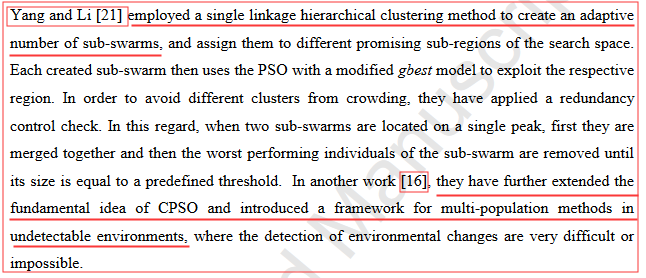 Yang and Li [21] employed a single linkage hierarchical clustering method to create an adaptive
number of sub-swarms, and assign them to different promising sub-regions of the search space.
Each created sub-swarm then uses the PSO with a modified gbest model to exploit the respective
region. In order to avoid different clusters from crowding, they have applied a redundancy
control check. In this regard, when two sub-swarms are located on a single peak, first they are
merged together and then the worst performing individuals of the sub-swarm are removed until
its size is equal to a predefined threshold. In another work [16], they have further extended the
fundamental idea of CPSO and introduced a framework for multi-population methods in
undetectable environments, where the detection of environmental changes are very difficult or
impossible.
d Manuscrip